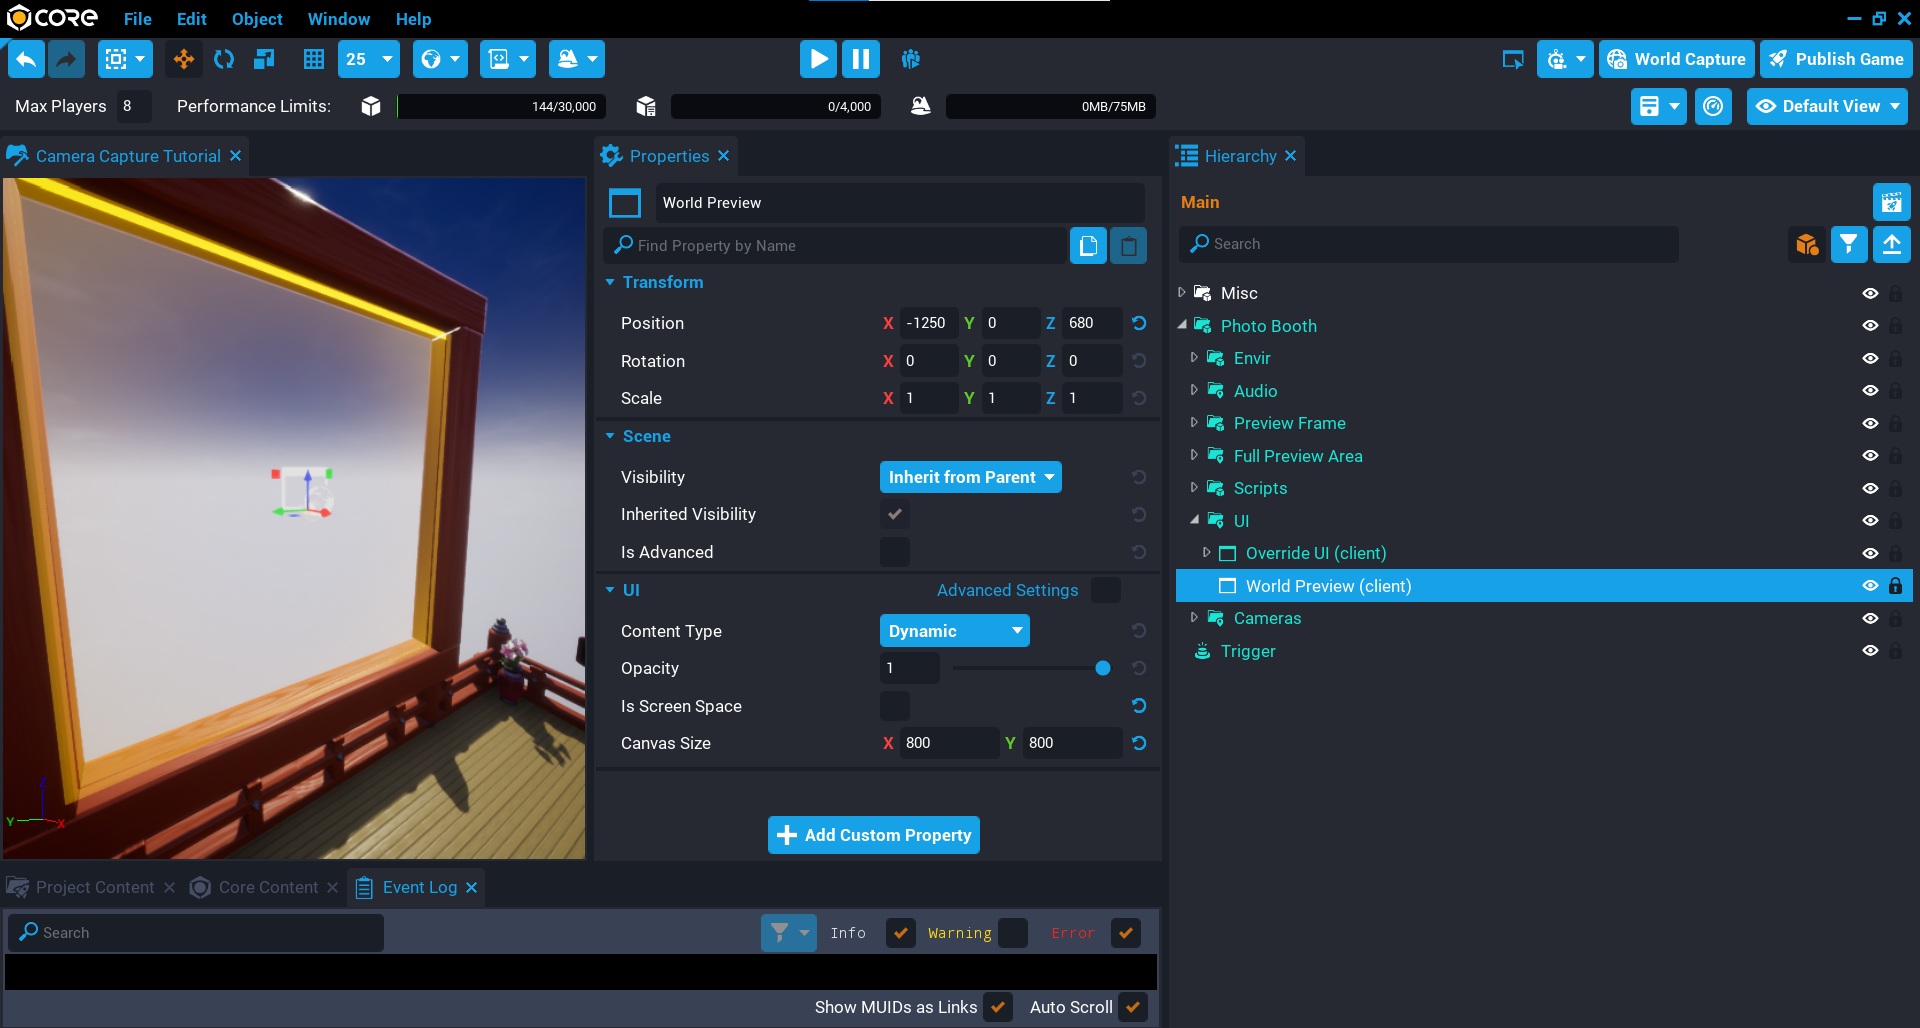 CORE File Edit Object Window Help
25 World Capture Publish Game
Max Players 8 Performance Limits: 144/30,000 0/4,000 0MB/75MB Default View
Camera Capture Tutorial
Z
Y X
Properties
World Preview
Find Property by Name
Transform
Position X -1250 Y 0 Z 680
Rotation X 0 Y 0 Z 0
Scale X 1 Y 1 Z 1
Scene
Visibility Inherit from Parent
Inherited Visibility
Is Advanced
UI Advanced Settings
Content Type Dynamic
Opacity 1
Is Screen Space
Canvas Size X 800 Y 800
Add Custom Property
Hierarchy
Main
Search
Misc
Photo Booth
Envir
Audio
Preview Frame
Full Preview Area
Scripts
UI
Override UI (client)
World Preview (client)
Cameras
Trigger
Project Content Core Content Event Log
Search Info Warning Error
Show MUIDs as Links Auto Scroll